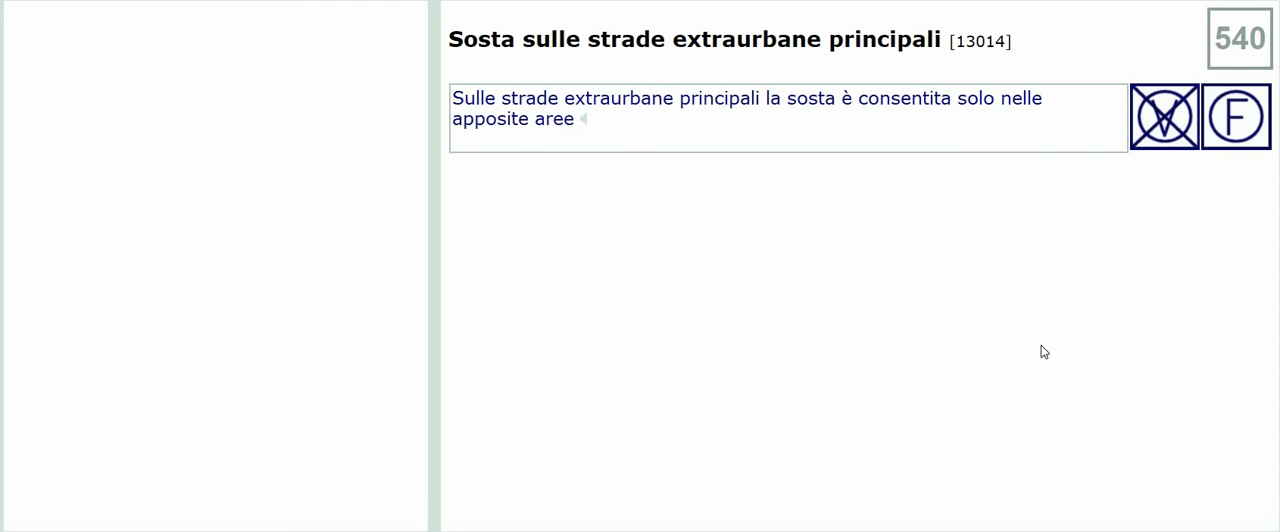 Sosta sulle strade extraurbane principali [13014]
540
Sulle strade extraurbane principali la sosta è consentita solo nelle
apposite aree
V
F